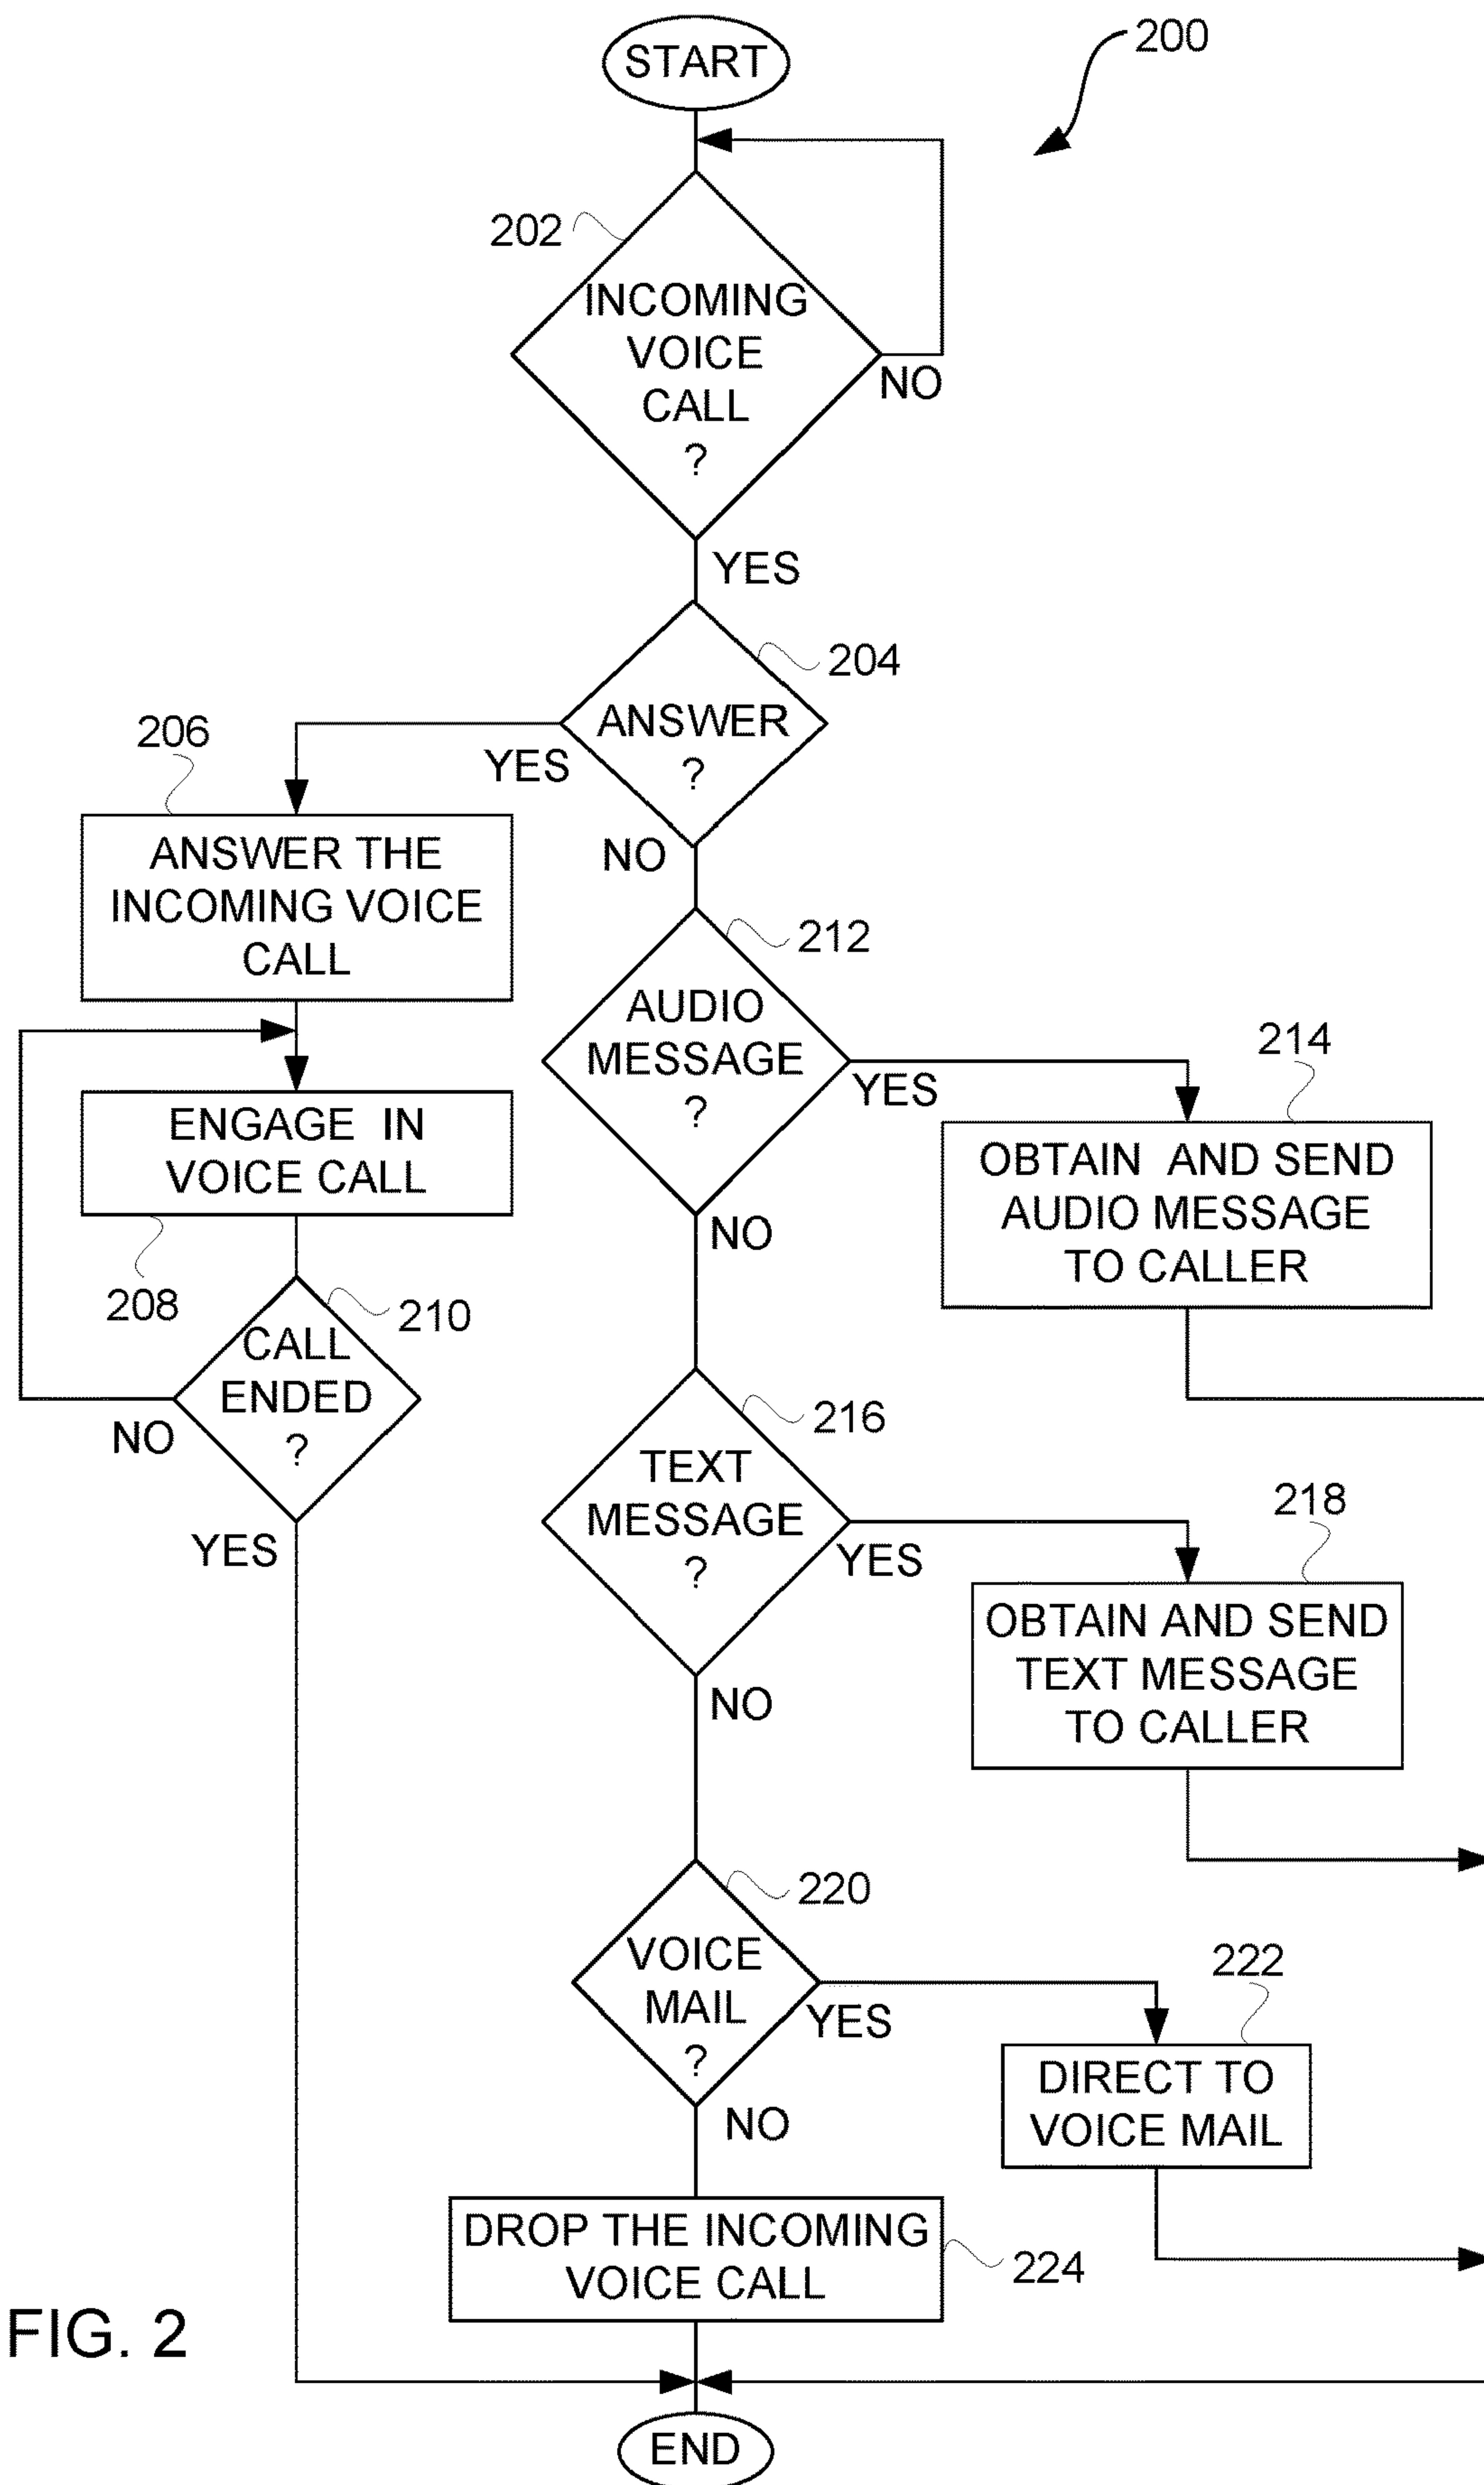 START
200
202
INCOMING
VOICE
CALL
?
NO
YES
204
ANSWER
?
YES
NO
206
ANSWER THE
INCOMING VOICE
CALL
212
AUDIO
MESSAGE
?
YES
NO
214
OBTAIN AND SEND
AUDIO MESSAGE
TO CALLER
ENGAGE IN
VOICE CALL
208
210
CALL
ENDED
?
NO
YES
216
TEXT
MESSAGE
?
YES
NO
218
OBTAIN AND SEND
TEXT MESSAGE
TO CALLER
220
VOICE
MAIL
?
YES
NO
222
DIRECT TO
VOICE MAIL
DROP THE INCOMING
VOICE CALL
224
FIG. 2
END